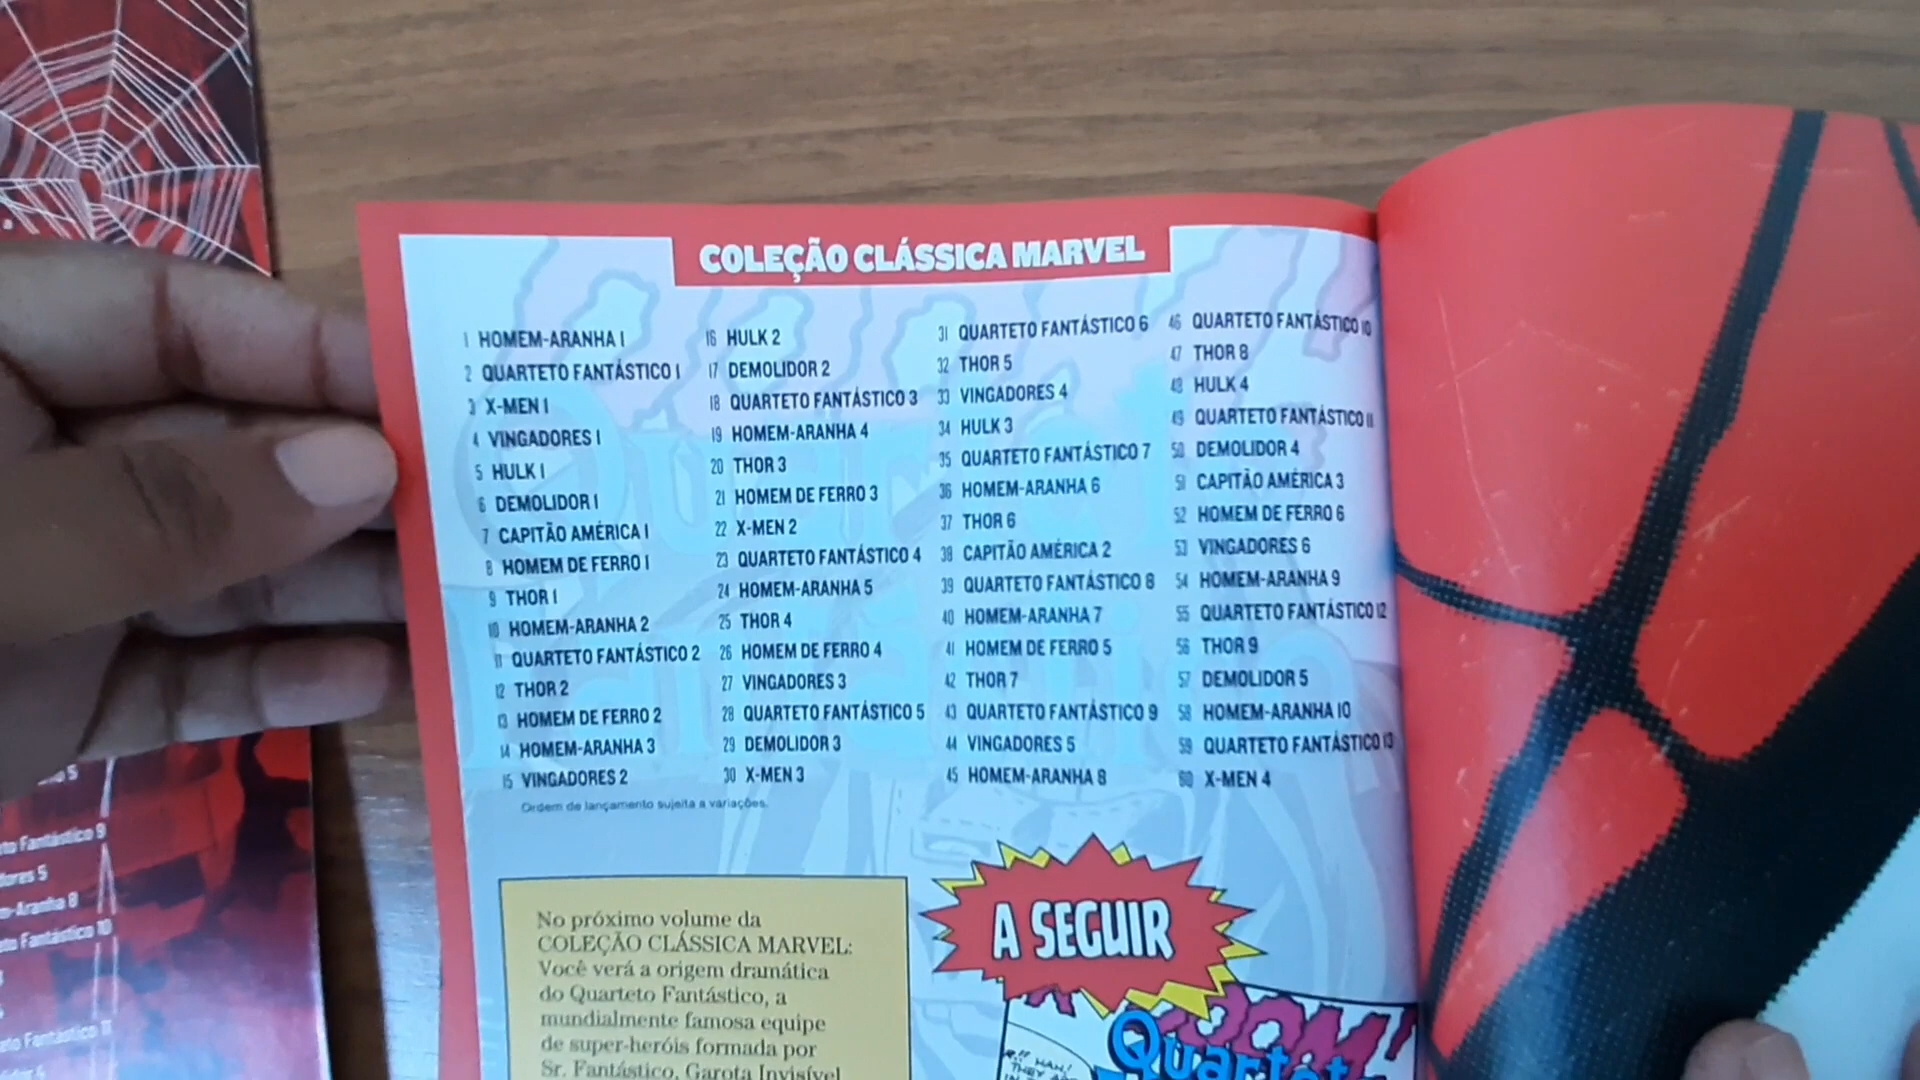 COLEÇÃO CLÁSSICA MARVEL
1 HOMEM-ARANHA 1
2 QUARTETO FANTÁSTICO 1
3 X-MEN 1
4 VINGADORES 1
5 HULK 1
6 DEMOLIDOR 1
7 CAPITÃO AMÉRICA 1
8 HOMEM DE FERRO 1
9 THOR 1
10 HOMEM-ARANHA 2
11 QUARTETO FANTÁSTICO 2
12 THOR 2
13 HOMEM DE FERRO 2
14 HOMEM-ARANHA 3
15 VINGADORES 2
16 HULK 2
17 DEMOLIDOR 2
18 QUARTETO FANTÁSTICO 3
19 HOMEM-ARANHA 4
20 THOR 3
21 HOMEM DE FERRO 3
22 X-MEN 2
23 QUARTETO FANTÁSTICO 4
24 HOMEM-ARANHA 5
25 THOR 4
26 HOMEM DE FERRO 4
27 VINGADORES 3
28 QUARTETO FANTÁSTICO 5
29 DEMOLIDOR 3
30 X-MEN 3
31 QUARTETO FANTÁSTICO 6
32 THOR 5
33 VINGADORES 4
34 HULK 3
35 QUARTETO FANTÁSTICO 7
36 HOMEM-ARANHA 6
37 THOR 6
38 CAPITÃO AMÉRICA 2
39 QUARTETO FANTÁSTICO 8
40 HOMEM-ARANHA 7
41 HOMEM DE FERRO 5
42 THOR 7
43 QUARTETO FANTÁSTICO 9
44 VINGADORES 5
45 HOMEM-ARANHA 8
46 QUARTETO FANTÁSTICO 10
47 THOR 8
48 HULK 4
49 QUARTETO FANTÁSTICO 11
50 DEMOLIDOR 4
51 CAPITÃO AMÉRICA 3
52 HOMEM DE FERRO 6
53 VINGADORES 6
54 HOMEM-ARANHA 9
55 QUARTETO FANTÁSTICO 12
56 THOR 9
57 DEMOLIDOR 5
58 HOMEM-ARANHA 10
59 QUARTETO FANTÁSTICO 13
60 X-MEN 4
Ordem de lançamento sujeita a variações.
No próximo volume da
COLEÇÃO CLÁSSICA MARVEL:
Você verá a origem dramática
do Quarteto Fantástico, a
mundialmente famosa equipe
de super-heróis formada por
Sr. Fantástico, Garota Invisível
A SEGUIR
Fantástico 9
5
Aranha 8
Fantástico 10
Fantástico 11